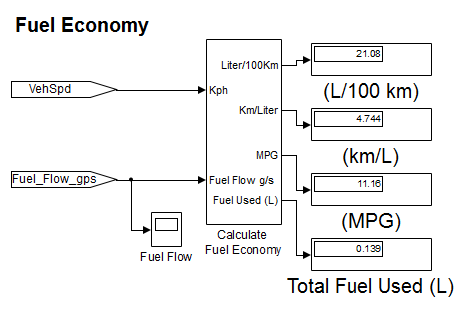 Fuel Economy
Liter/100Km
21.08
(L/100 km)
VehSpd
Kph
Km/Liter
4.744
(km/L)
MPG
11.16
(MPG)
Fuel_Flow_gps
Fuel Flow g/s
Fuel Used (L)
0.139
Total Fuel Used (L)
Fuel Flow
Calculate
Fuel Economy